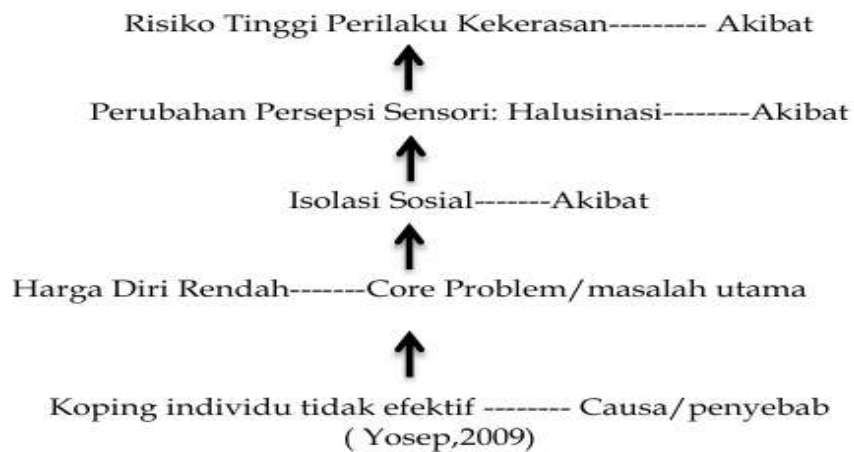 Risiko Tinggi Perilaku Kekerasan--------- Akibat
Perubahan Persepsi Sensori: Halusinasi--------Akibat
Isolasi Sosial-------Akibat
Harga Diri Rendah-------Core Problem/masalah utama
Koping individu tidak efektif -------- Causa/penyebab
( Yosep,2009)